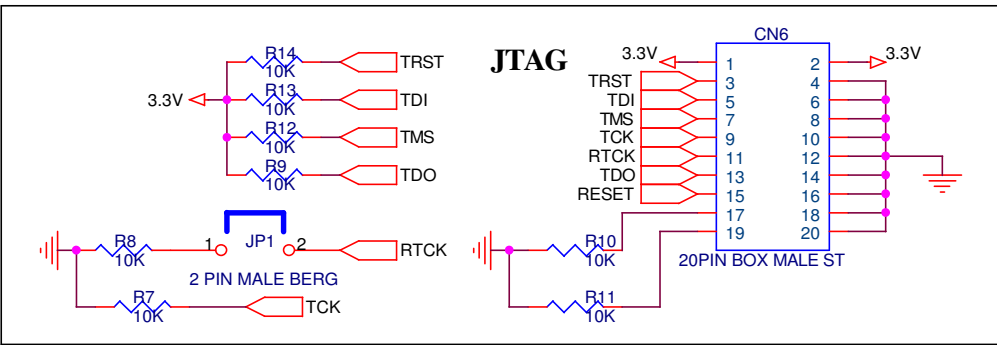 R14
TRST
10K
R13
3.3V
TDI
10K
R12
TMS
10K
R9
TDO
10K
R8
10K
1
JP1
2
RTCK
2 PIN MALE BERG
R7
10K
TCK
JTAG
CN6
3.3V 1 2 3.3V
TRST 3 4
TDI 5 6
TMS 7 8
TCK 9 10
RTCK 11 12
TDO 13 14
RESET 15 16
17 18
19 20
R10
10K
20PIN BOX MALE ST
R11
10K